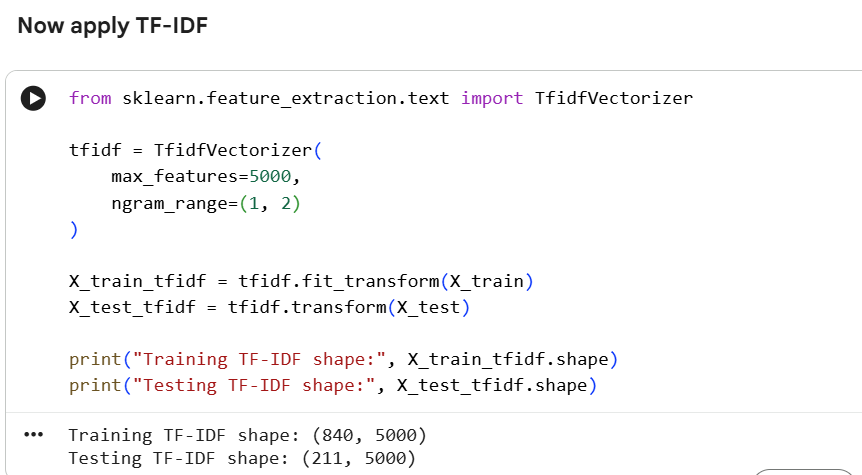 Now apply TF-IDF
from sklearn.feature_extraction.text import TfidfVectorizer
tfidf = TfidfVectorizer(
    max_features=5000,
    ngram_range=(1, 2)
)
X_train_tfidf = tfidf.fit_transform(X_train)
X_test_tfidf = tfidf.transform(X_test)
print("Training TF-IDF shape:", X_train_tfidf.shape)
print("Testing TF-IDF shape:", X_test_tfidf.shape)
Training TF-IDF shape: (840, 5000)
Testing TF-IDF shape: (211, 5000)